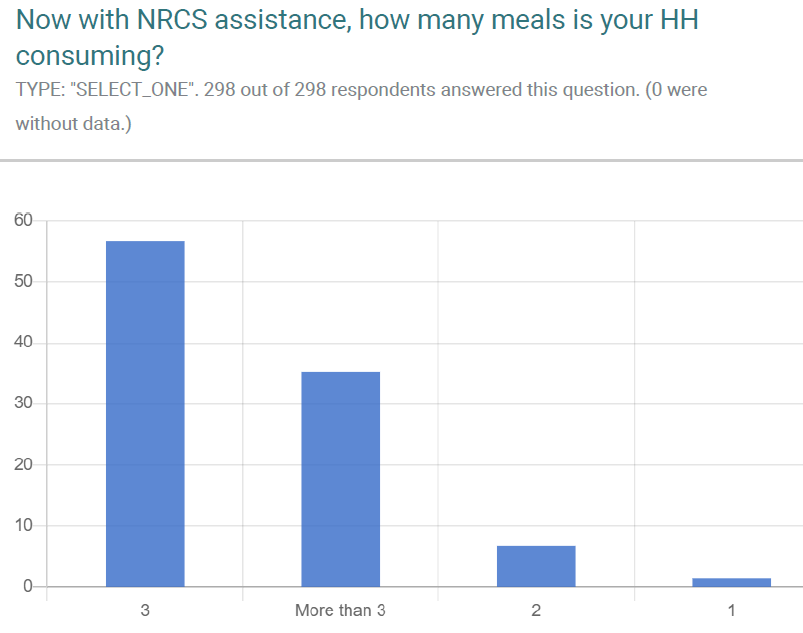 Now with NRCS assistance, how many meals is your HH
consuming?
TYPE: "SELECT_ONE". 298 out of 298 respondents answered this question. (0 were
without data.)
60
50
40
30
20
10
0
3 More than 3 2 1